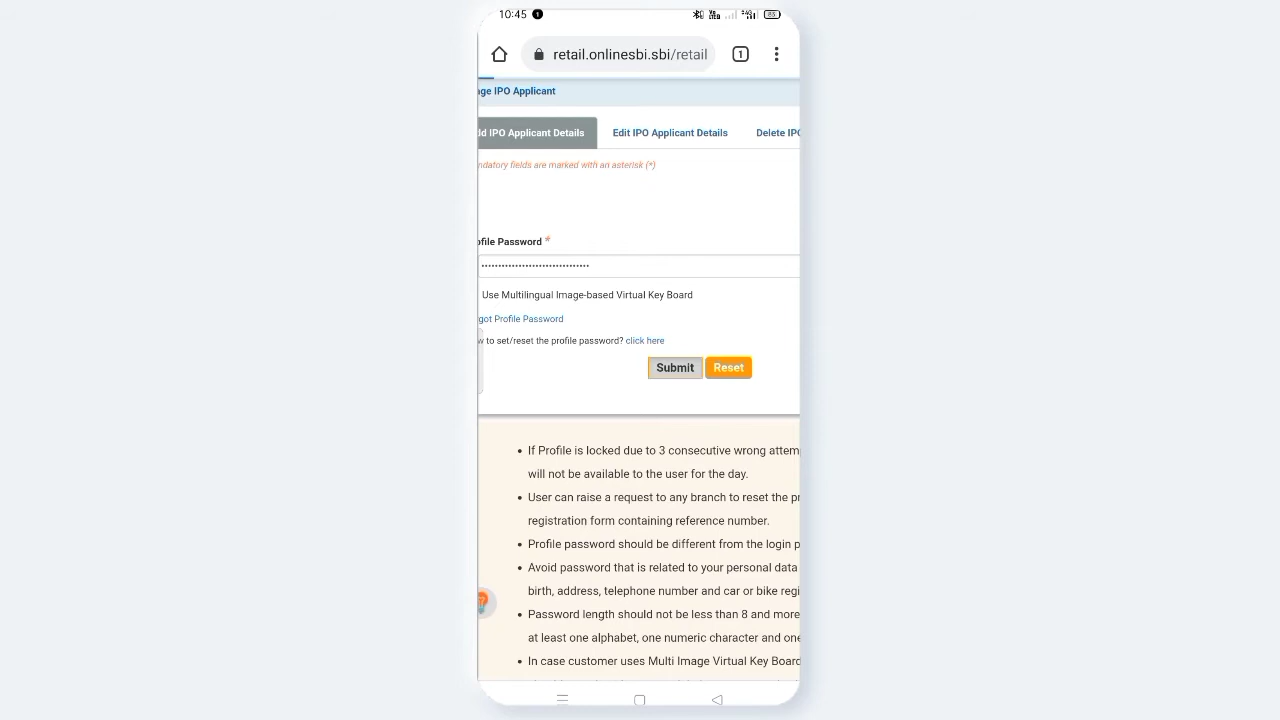 10:45
retail.onlinesbi.sbi/retail
1
age IPO Applicant
dd IPO Applicant Details Edit IPO Applicant Details Delete IPO
ndatory fields are marked with an asterisk (*)
ofile Password *
Use Multilingual Image-based Virtual Key Board
got Profile Password
w to set/reset the profile password? click here
Submit Reset
If Profile is locked due to 3 consecutive wrong attem
will not be available to the user for the day.
User can raise a request to any branch to reset the pr
registration form containing reference number.
Profile password should be different from the login p
Avoid password that is related to your personal data
birth, address, telephone number and car or bike regi
Password length should not be less than 8 and more
at least one alphabet, one numeric character and one
In case customer uses Multi Image Virtual Key Board